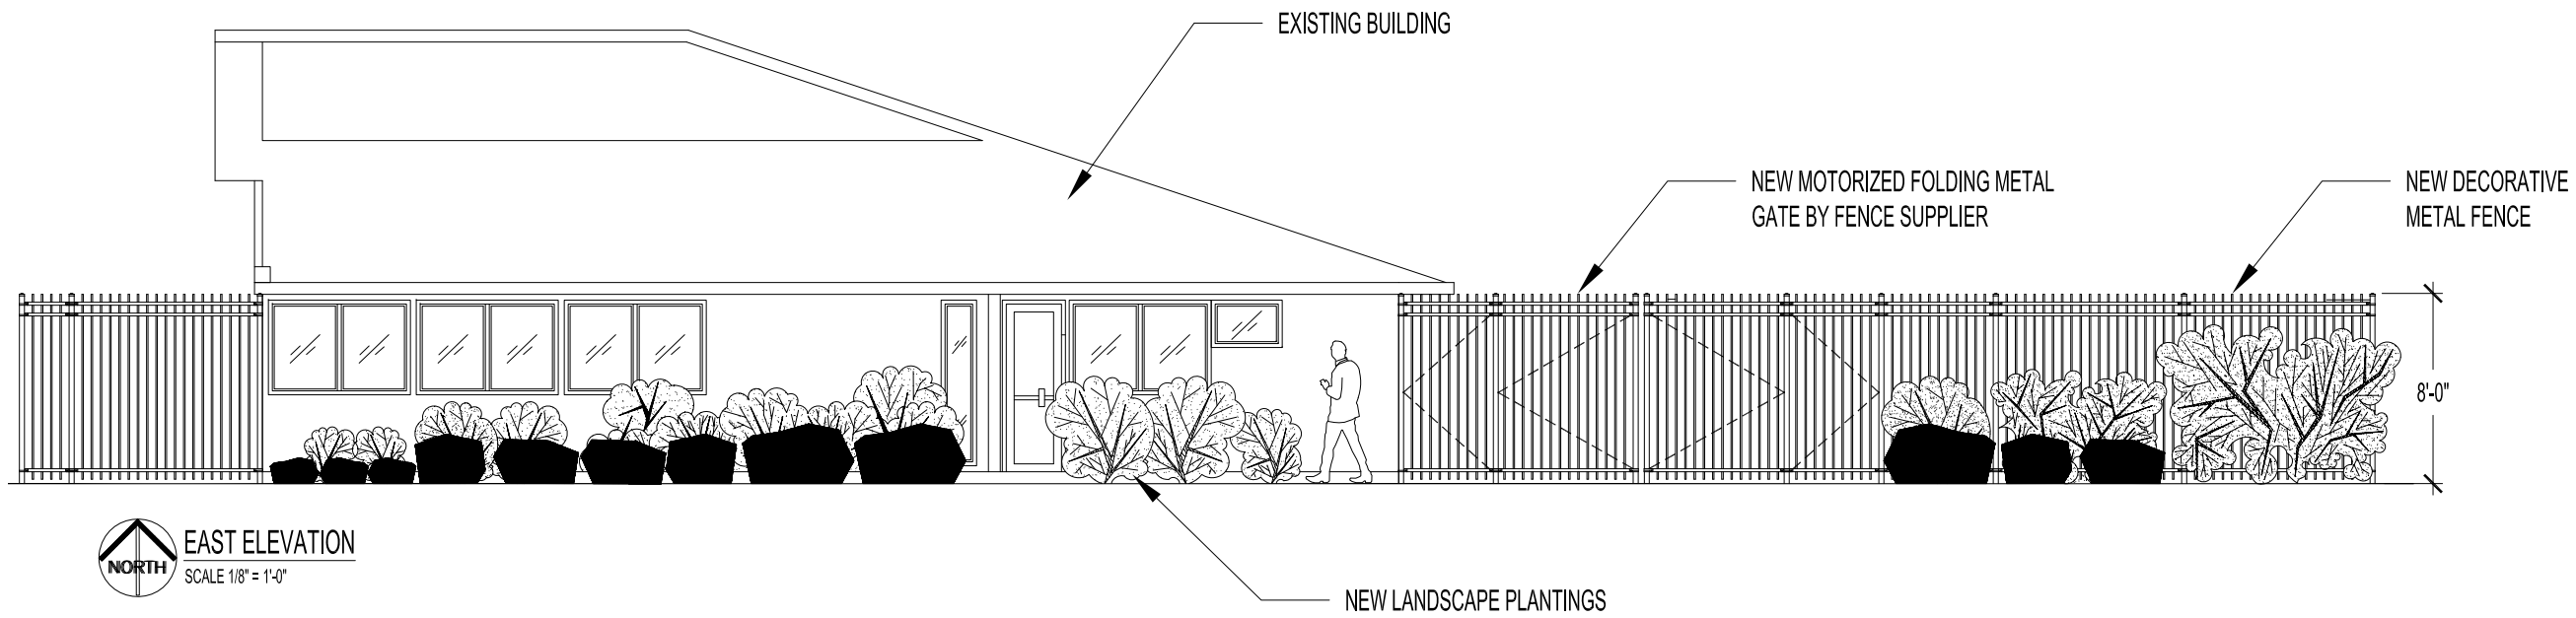 EXISTING BUILDING
NEW MOTORIZED FOLDING METAL
GATE BY FENCE SUPPLIER
NEW DECORATIVE
METAL FENCE
8'-0"
NORTH
EAST ELEVATION
SCALE 1/8" = 1'-0"
NEW LANDSCAPE PLANTINGS